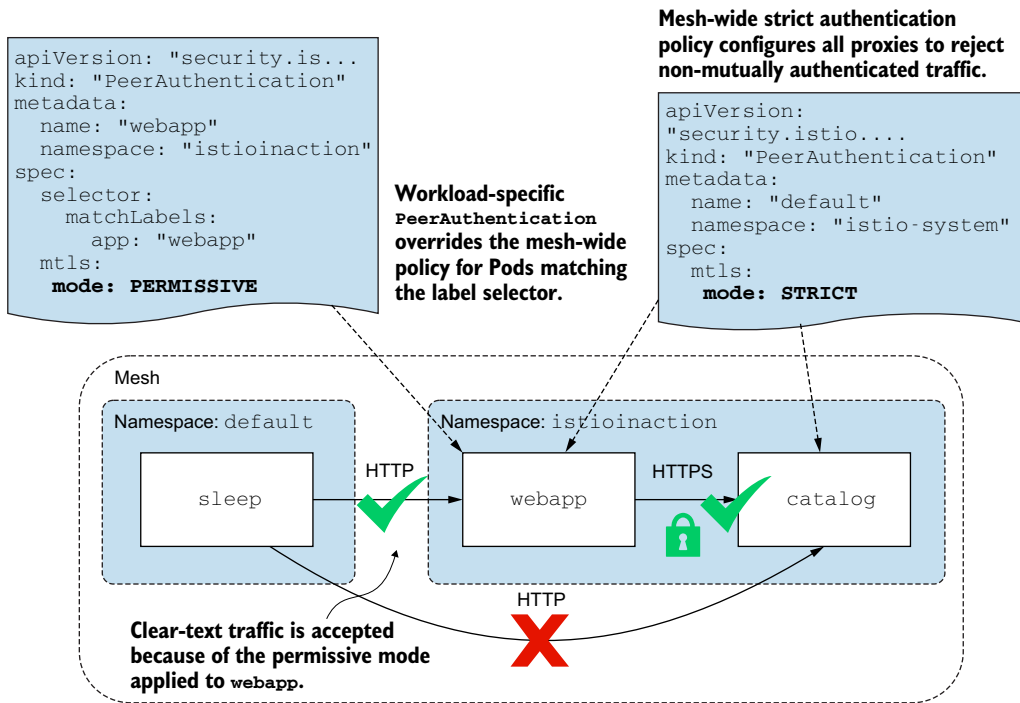 apiVersion: "security.is...
kind: "PeerAuthentication"
metadata:
  name: "webapp"
  namespace: "istioinaction"
spec:
  selector:
    matchLabels:
      app: "webapp"
  mtls:
   mode: PERMISSIVE
Workload-specific
PeerAuthentication
overrides the mesh-wide
policy for Pods matching
the label selector.
Mesh-wide strict authentication
policy configures all proxies to reject
non-mutually authenticated traffic.
apiVersion:
"security.istio....
kind: "PeerAuthentication"
metadata:
  name: "default"
  namespace: "istio-system"
spec:
  mtls:
   mode: STRICT
Mesh
Namespace: default
Namespace: istioinaction
sleep
HTTP
webapp
HTTPS
catalog
HTTP
Clear-text traffic is accepted
because of the permissive mode
applied to webapp.